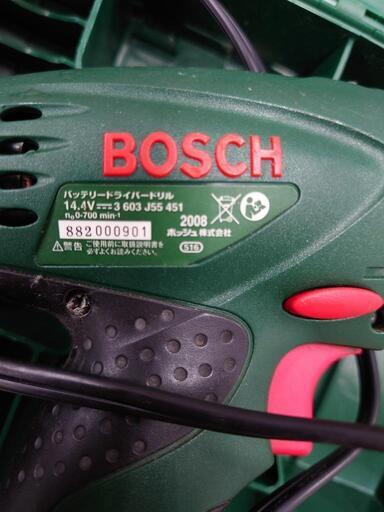 BOSCH
バッテリードライバードリル
14.4V⎓3 603 J55 451
n₀0-700 min⁻¹
2008
882000901
ボッシュ株式会社
警告 ご使用前に取扱説明書を
必ずよくお読みください。
516